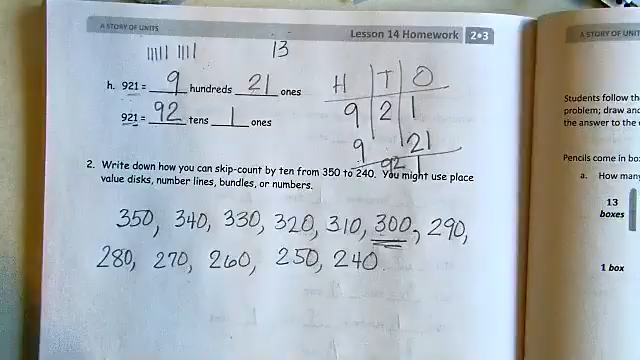 A STORY OF UNITS
Lesson 14 Homework 2•3
13
h. 921 = 9 hundreds 21 ones
921 = 92 tens 1 ones
H T O
9 2 1
9 21
92 1
2. Write down how you can skip-count by ten from 350 to 240. You might use place
value disks, number lines, bundles, or numbers.
350, 340, 330, 320, 310, 300, 290,
280, 270, 260, 250, 240
A STORY OF UNITS
Students follow
problem; draw
the answer to the
Pencils come in
a. How
13
boxes
1 box